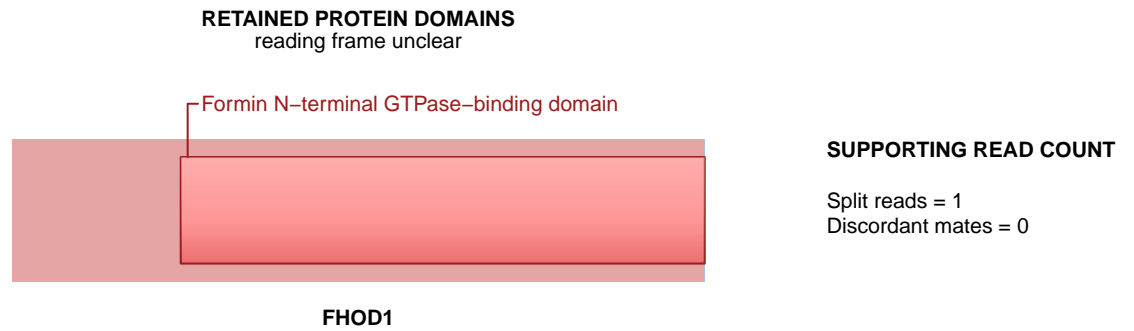 RETAINED PROTEIN DOMAINS
reading frame unclear
Formin N−terminal GTPase−binding domain
SUPPORTING READ COUNT
Split reads = 1
Discordant mates = 0
FHOD1